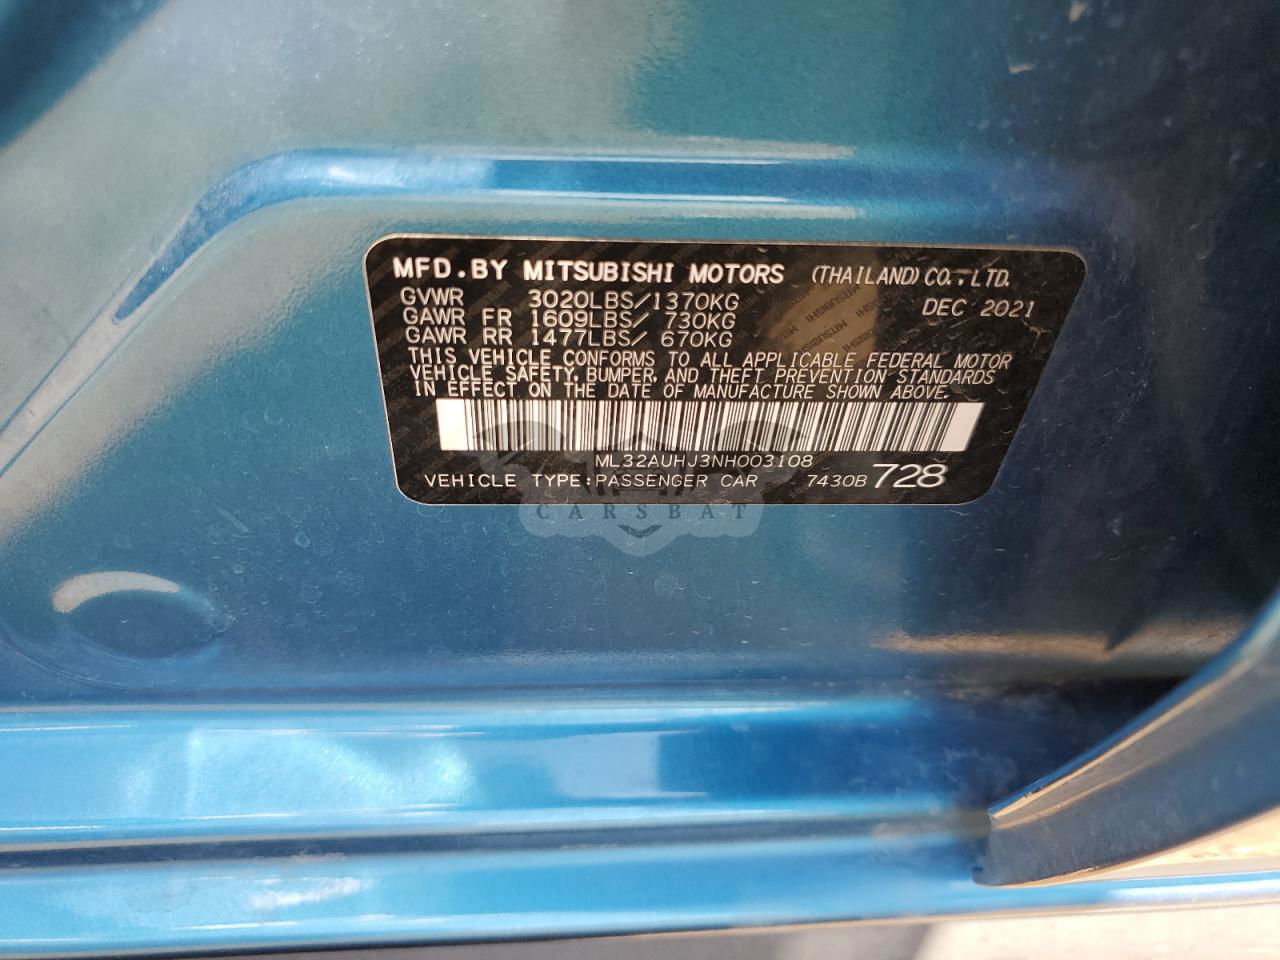 MFD.BY MITSUBISHI MOTORS (THAILAND) CO.,LTD.
GVWR 3020LBS/1370KG DEC 2021
GAWR FR 1609LBS/ 730KG
GAWR RR 1477LBS/ 670KG
THIS VEHICLE CONFORMS TO ALL APPLICABLE FEDERAL MOTOR
VEHICLE SAFETY, BUMPER, AND THEFT PREVENTION STANDARDS
IN EFFECT ON THE DATE OF MANUFACTURE SHOWN ABOVE.
ML32AUHJ3NH003108
VEHICLE TYPE:PASSENGER CAR 7430B 728
CARSBAT